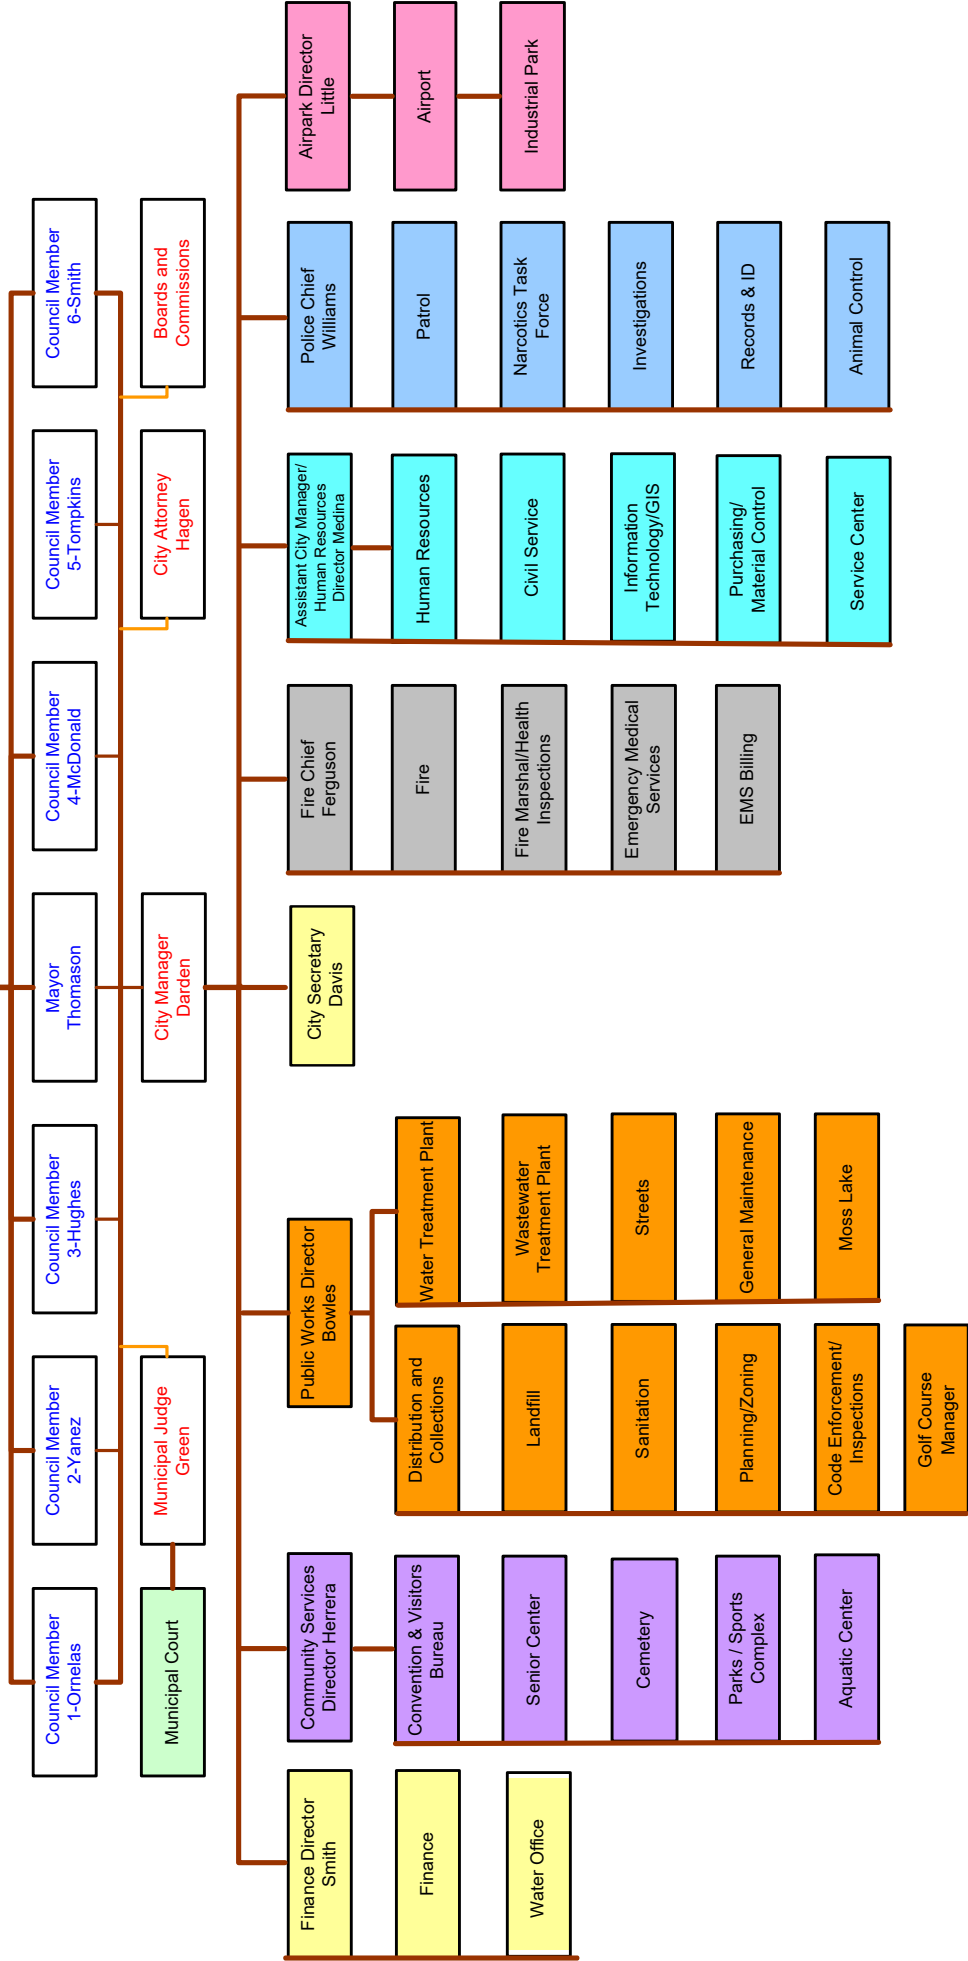 Council Member
1-Ornelas
Council Member
2-Yanez
Council Member
3-Hughes
Mayor
Thomason
Council Member
4-McDonald
Council Member
5-Tompkins
Council Member
6-Smith
Municipal Court
Municipal Judge
Green
City Manager
Darden
City Attorney
Hagen
Boards and
Commissions
Finance Director
Smith
Finance
Water Office
Community Services
Director Herrera
Convention & Visitors
Bureau
Senior Center
Cemetery
Parks / Sports
Complex
Aquatic Center
Public Works Director
Bowles
Distribution and
Collections
Landfill
Sanitation
Planning/Zoning
Code Enforcement/
Inspections
Golf Course
Manager
Water Treatment Plant
Wastewater
Treatment Plant
Streets
General Maintenance
Moss Lake
City Secretary
Davis
Fire Chief
Ferguson
Fire
Fire Marshal/Health
Inspections
Emergency Medical
Services
EMS Billing
Assistant City Manager/
Human Resources
Director Medina
Human Resources
Civil Service
Information
Technology/GIS
Purchasing/
Material Control
Service Center
Police Chief
Williams
Patrol
Narcotics Task
Force
Investigations
Records & ID
Animal Control
Airpark Director
Little
Airport
Industrial Park